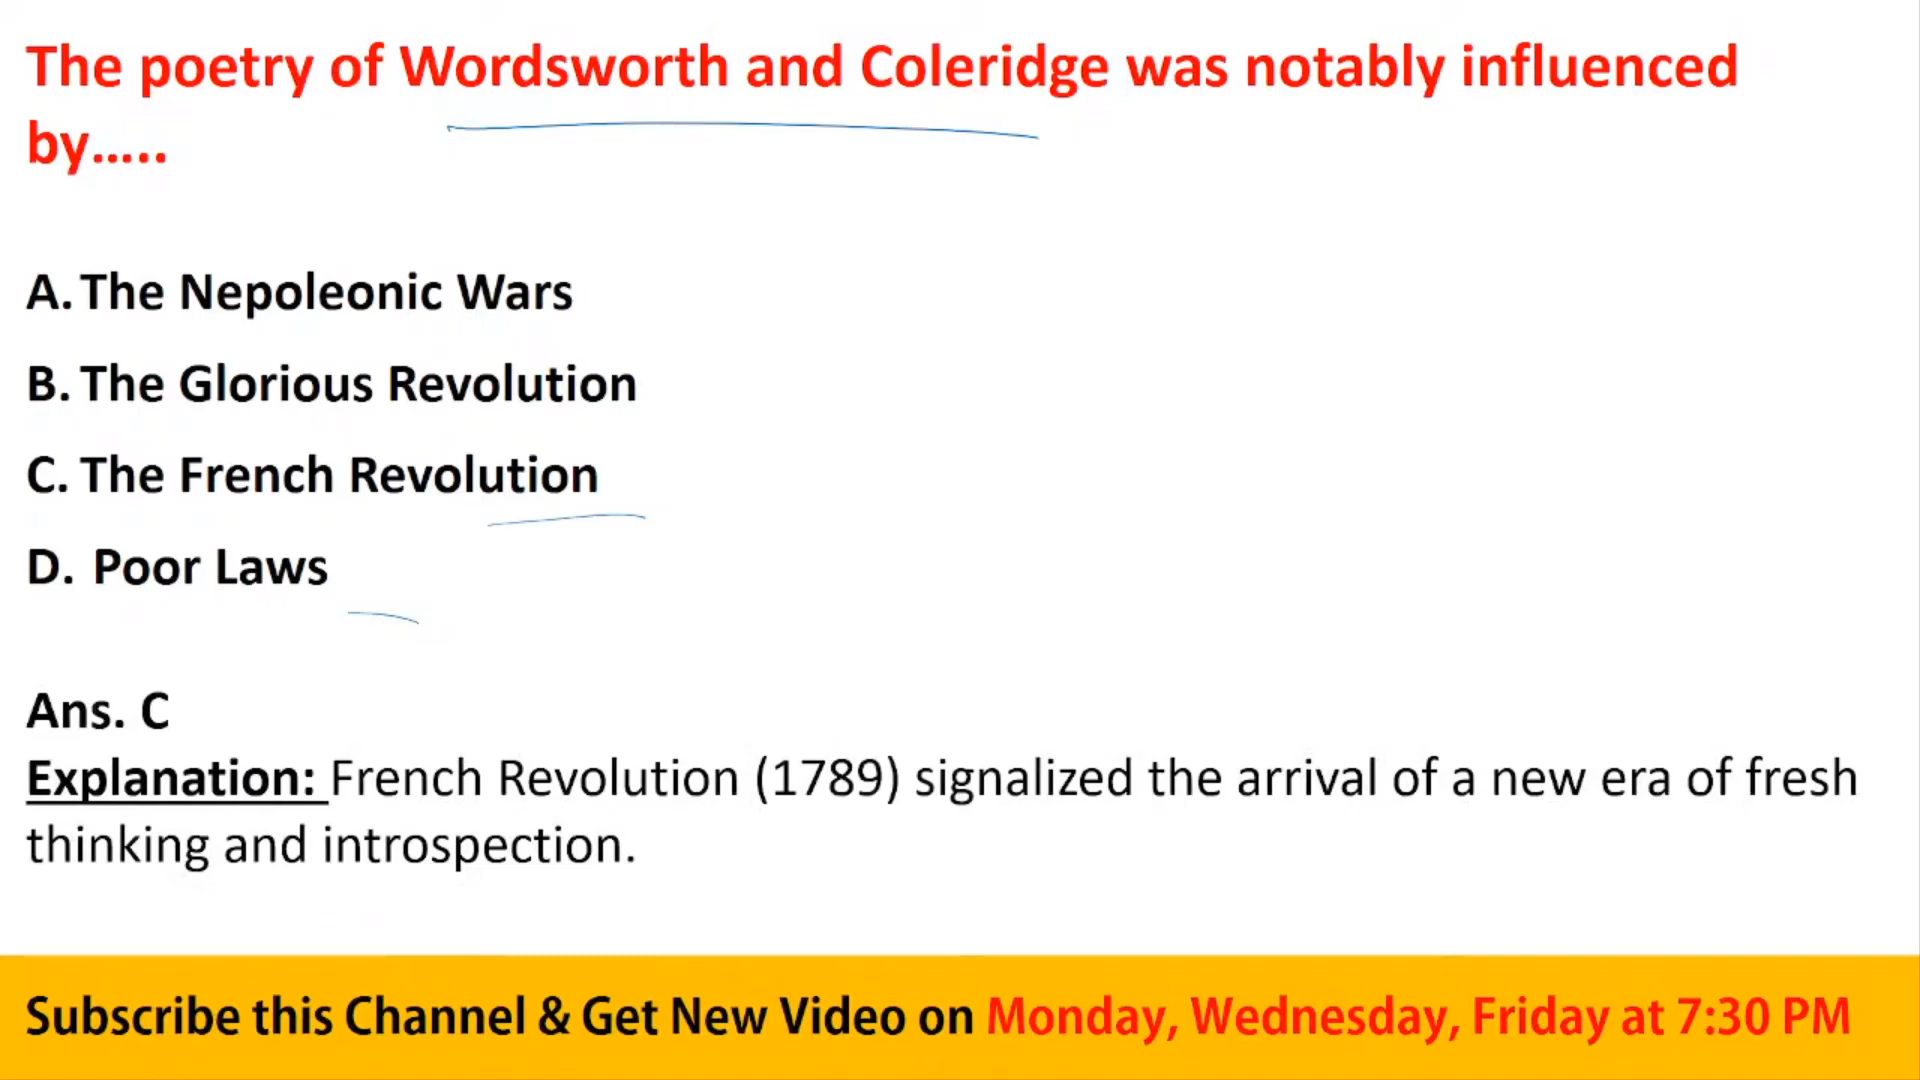 The poetry of Wordsworth and Coleridge was notably influenced
by…..
A. The Nepoleonic Wars
B. The Glorious Revolution
C. The French Revolution
D. Poor Laws
Ans. C
Explanation: French Revolution (1789) signalized the arrival of a new era of fresh
thinking and introspection.
Subscribe this Channel & Get New Video on Monday, Wednesday, Friday at 7:30 PM